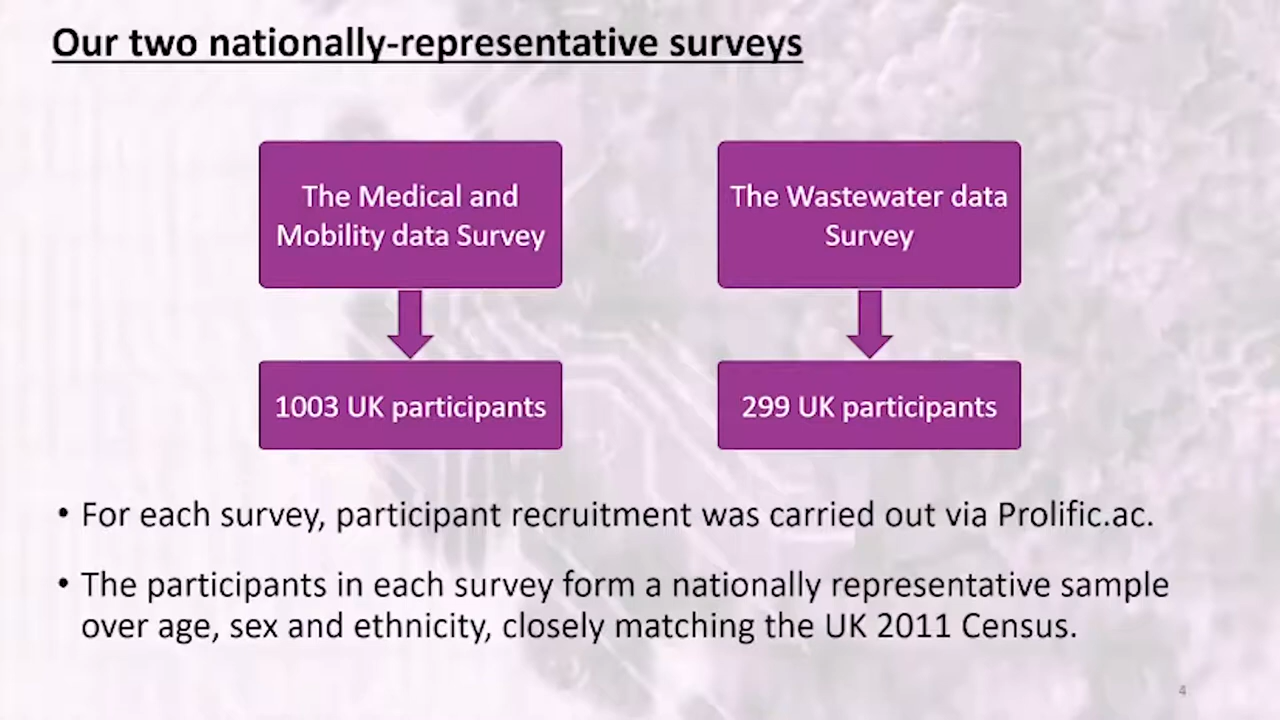 Our two nationally-representative surveys
The Medical and
Mobility data Survey
The Wastewater data
Survey
1003 UK participants
299 UK participants
• For each survey, participant recruitment was carried out via Prolific.ac.
• The participants in each survey form a nationally representative sample
over age, sex and ethnicity, closely matching the UK 2011 Census.
4